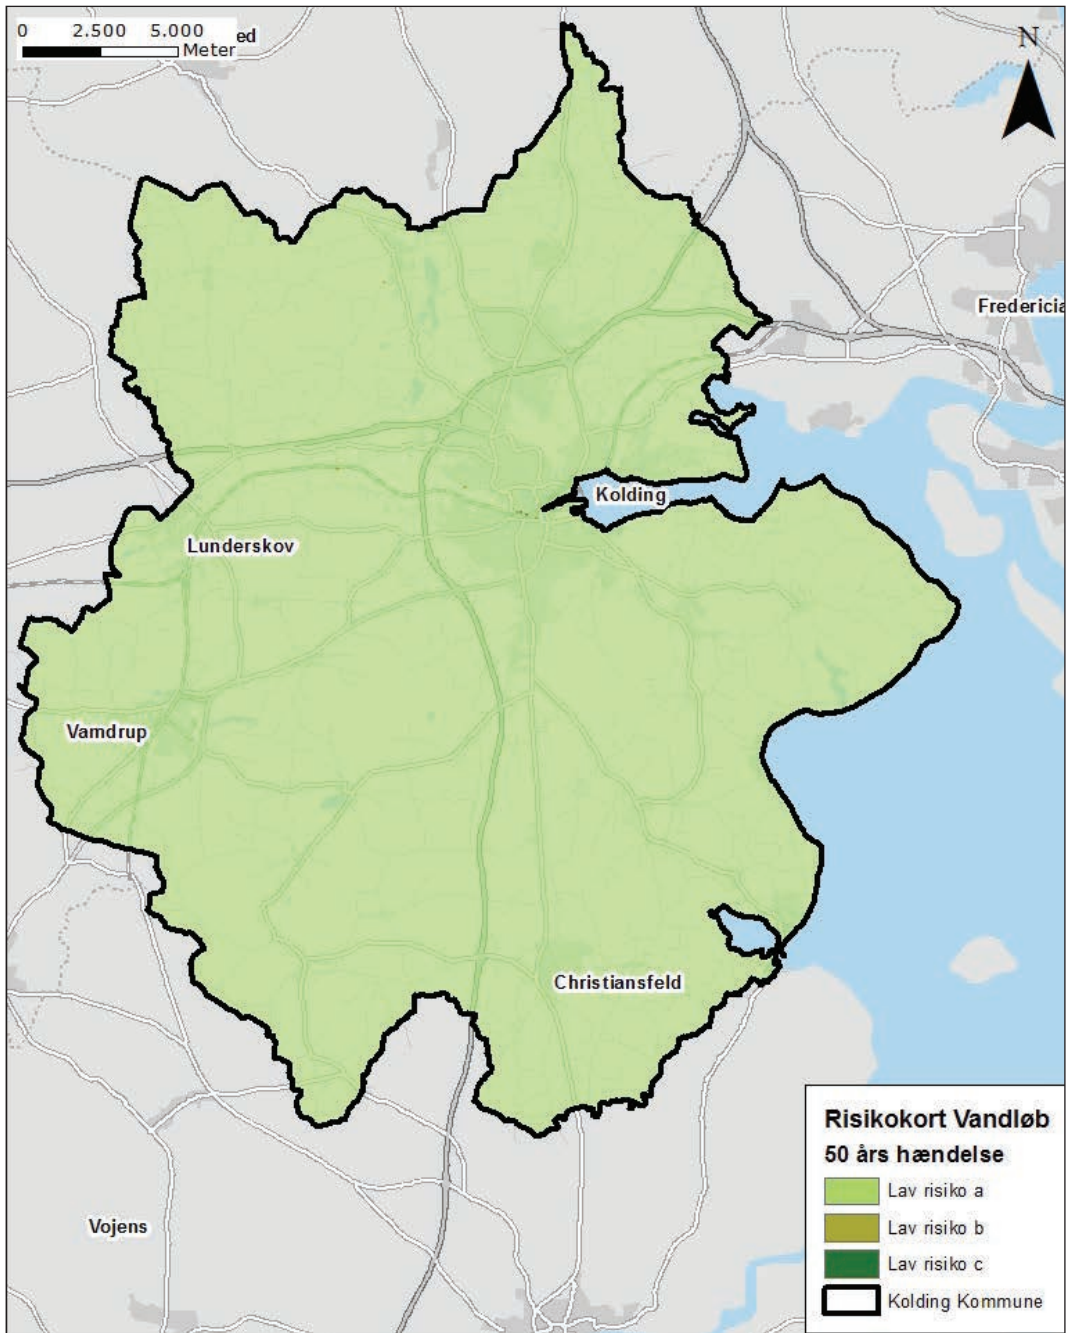 0 2.500 5.000
Meter
ed
N
Fredericia
Kolding
Lunderskov
Vamdrup
Christiansfeld
Vojens
Risikokort Vandløb
50 års hændelse
Lav risiko a
Lav risiko b
Lav risiko c
Kolding Kommune